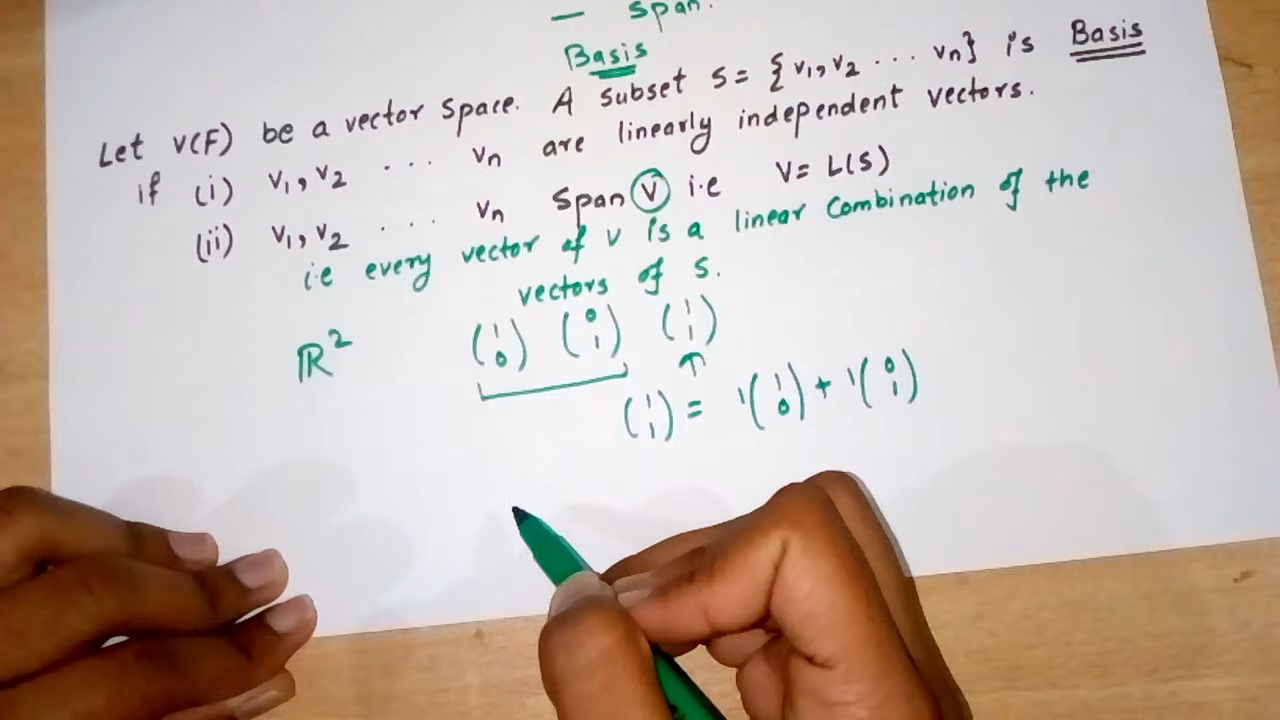 — Span.
Basis
Let V(F) be a vector space. A subset S = {v₁, v₂ ... vₙ} is Basis
if (i) v₁, v₂ ... vₙ are linearly independent vectors.
(ii) v₁, v₂ ... vₙ span V i.e V = L(S)
i.e every vector of V is a linear combination of the
vectors of S.
ℝ² (1 0) (0 1) (1 1)
↑
(1 1) = 1(1 0) + 1(0 1)